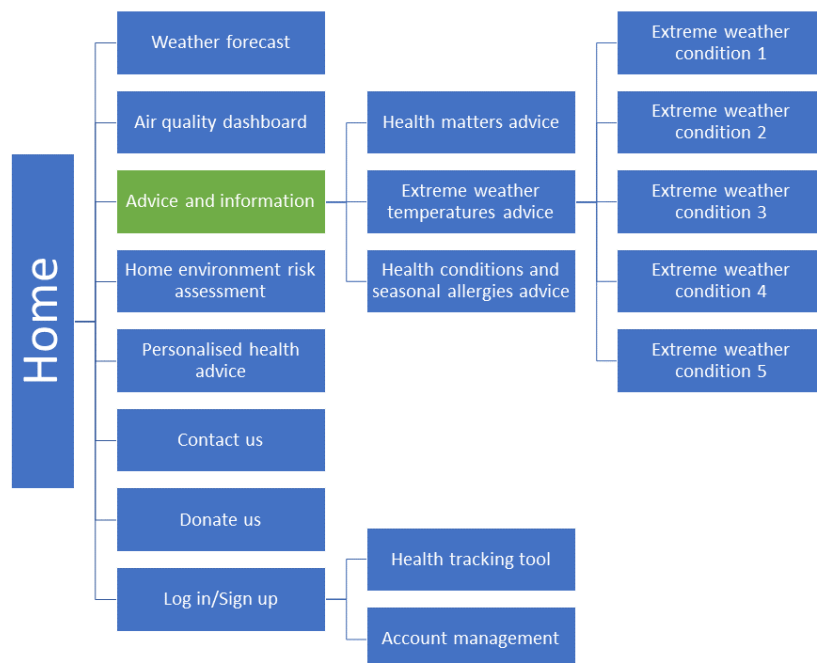 Home
Weather forecast
Air quality dashboard
Advice and information
Home environment risk
assessment
Personalised health
advice
Contact us
Donate us
Log in/Sign up
Health matters advice
Extreme weather
temperatures advice
Health conditions and
seasonal allergies advice
Health tracking tool
Account management
Extreme weather
condition 1
Extreme weather
condition 2
Extreme weather
condition 3
Extreme weather
condition 4
Extreme weather
condition 5